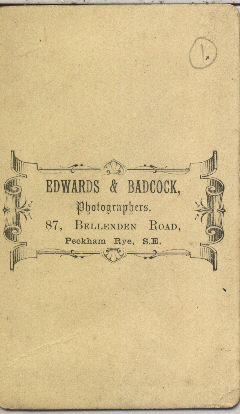 1.
EDWARDS & BADCOCK,
Photographers.
87, BELLENDEN ROAD,
Peckham Rye, S.E.